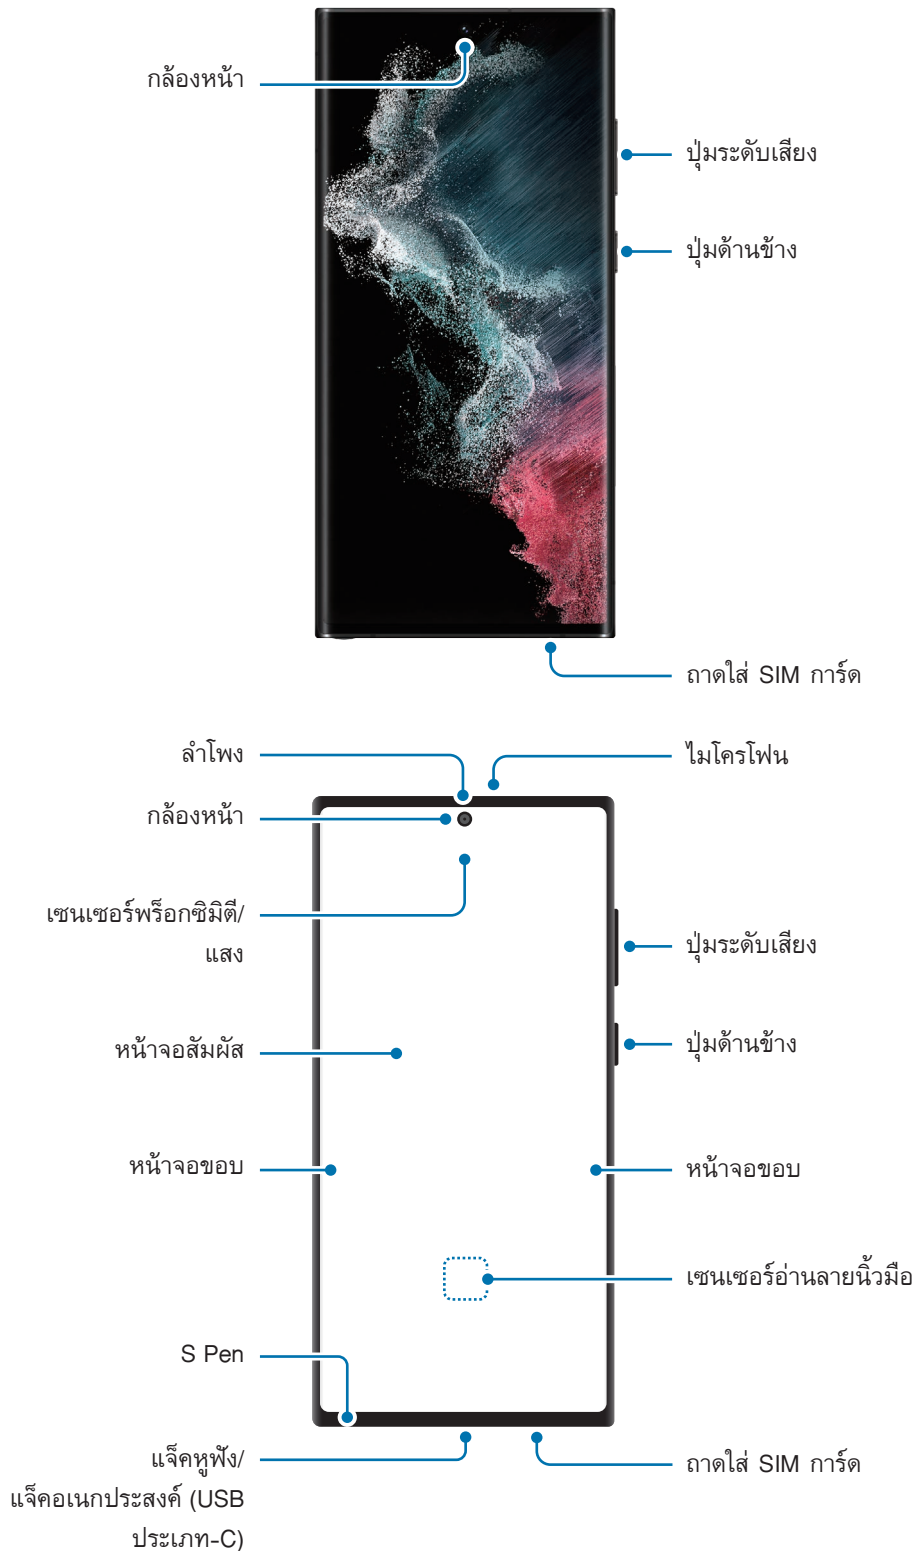 กล้องหน้า
ปุ่มระดับเสียง
ปุ่มด้านข้าง
ถาดใส่ SIM การ์ด
ลำโพง
ไมโครโฟน
กล้องหน้า
เซนเซอร์พร็อกซิมิตี/
แสง
ปุ่มระดับเสียง
ปุ่มด้านข้าง
หน้าจอสัมผัส
หน้าจอขอบ
หน้าจอขอบ
เซนเซอร์อ่านลายนิ้วมือ
S Pen
แจ็คหูฟัง/
แจ็คอเนกประสงค์ (USB
ประเภท-C)
ถาดใส่ SIM การ์ด